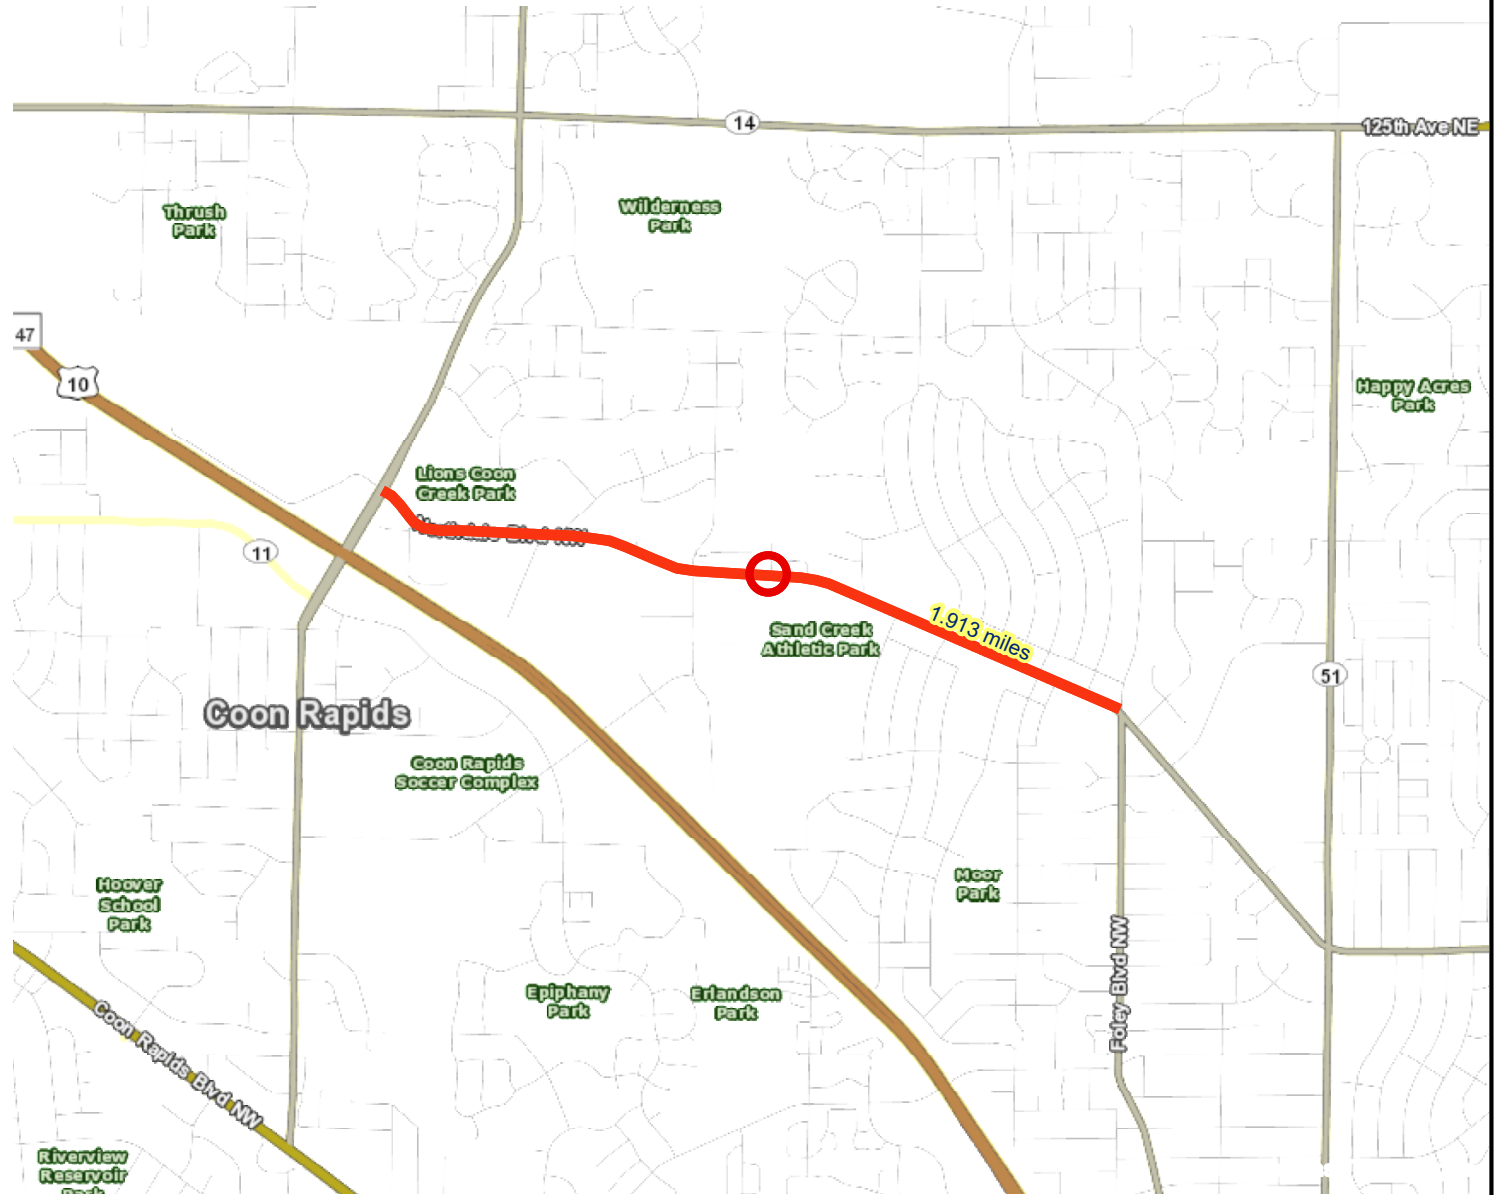 14
125th Ave NE
Thrush
Park
Wilderness
Park
47
10
Happy Acres
Park
Lions Coon
Creek Park
11
1.913 miles
Sand Creek
Athletic Park
51
Coon Rapids
Coon Rapids
Soccer Complex
Hoover
School
Park
Moor
Park
Foley Blvd NW
Epiphany
Park
Erlandson
Park
Coon Rapids Blvd NW
Riverview
Reservoir
Park